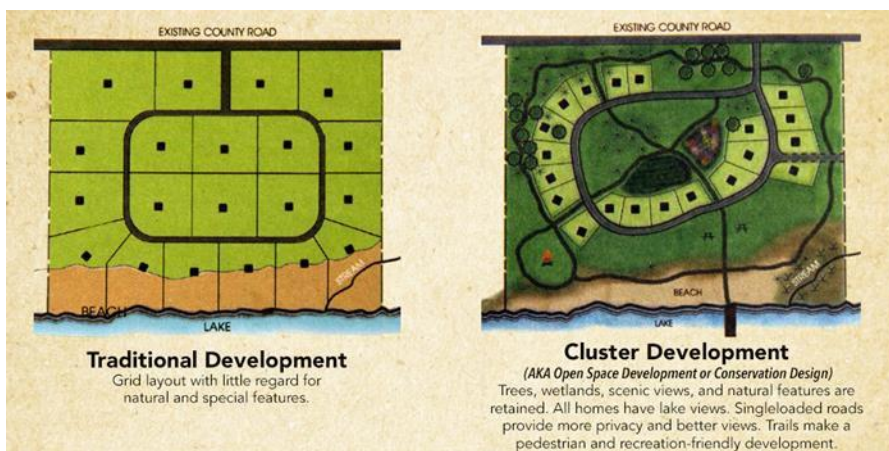 EXISTING COUNTY ROAD
STREAM
BEACH
LAKE
Traditional Development
Grid layout with little regard for
natural and special features.
EXISTING COUNTY ROAD
STREAM
BEACH
LAKE
Cluster Development
(AKA Open Space Development or Conservation Design)
Trees, wetlands, scenic views, and natural features are
retained. All homes have lake views. Singleloaded roads
provide more privacy and better views. Trails make a
pedestrian and recreation-friendly development.